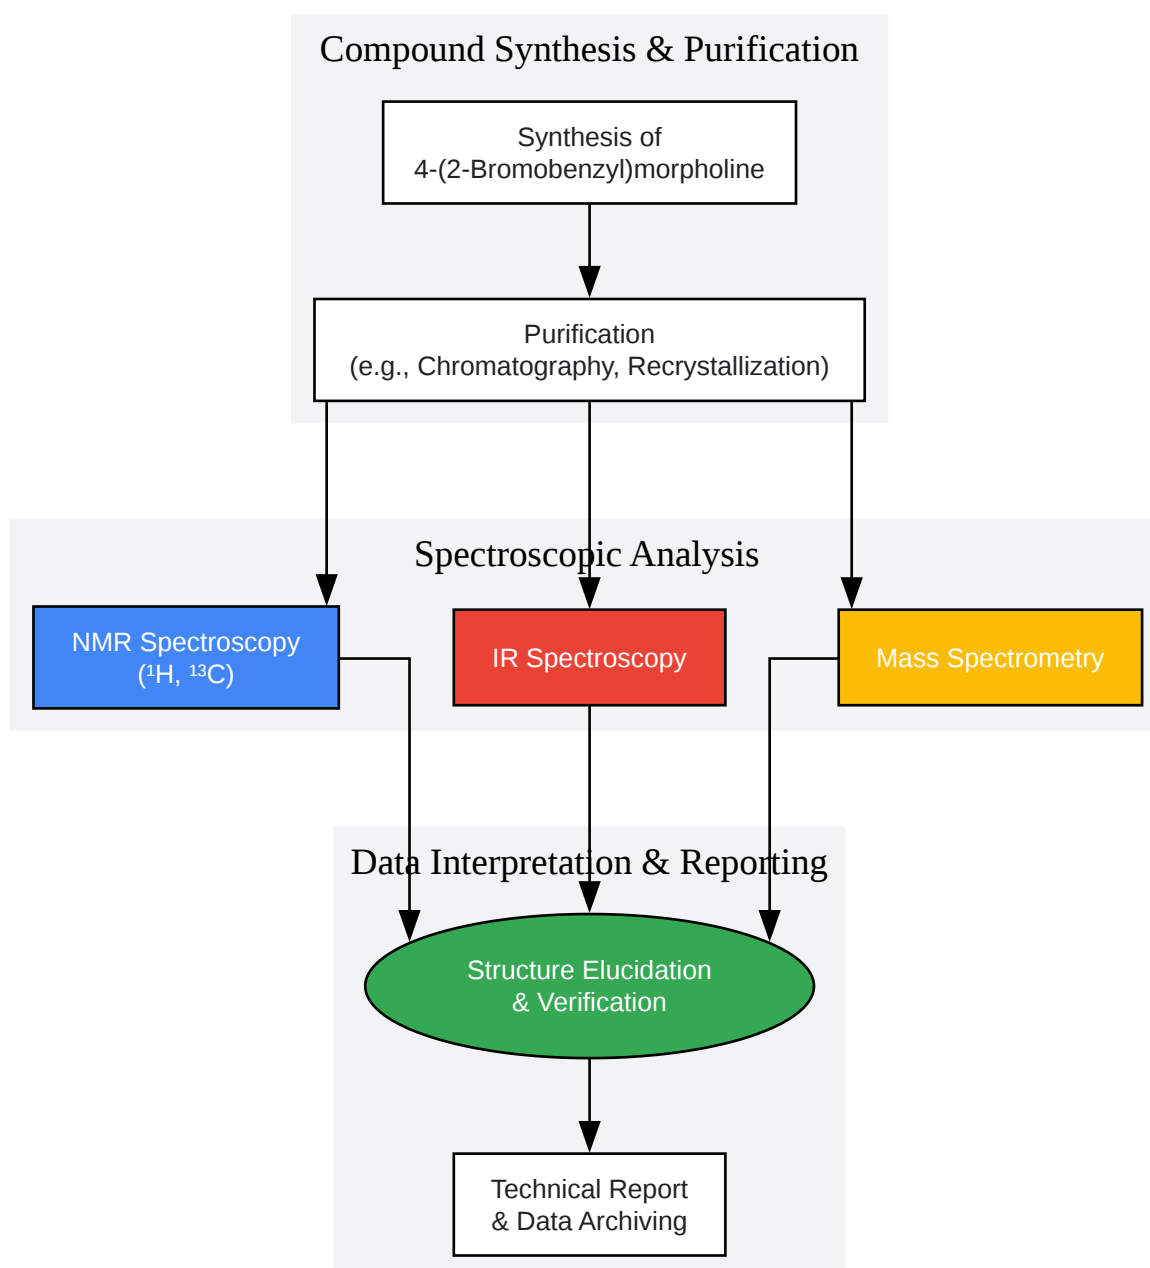 Compound Synthesis & Purification
Synthesis of
4-(2-Bromobenzyl)morpholine
Purification
(e.g., Chromatography, Recrystallization)
Spectroscopic Analysis
NMR Spectroscopy
(¹H, ¹³C)
IR Spectroscopy
Mass Spectrometry
Data Interpretation & Reporting
Structure Elucidation
& Verification
Technical Report
& Data Archiving